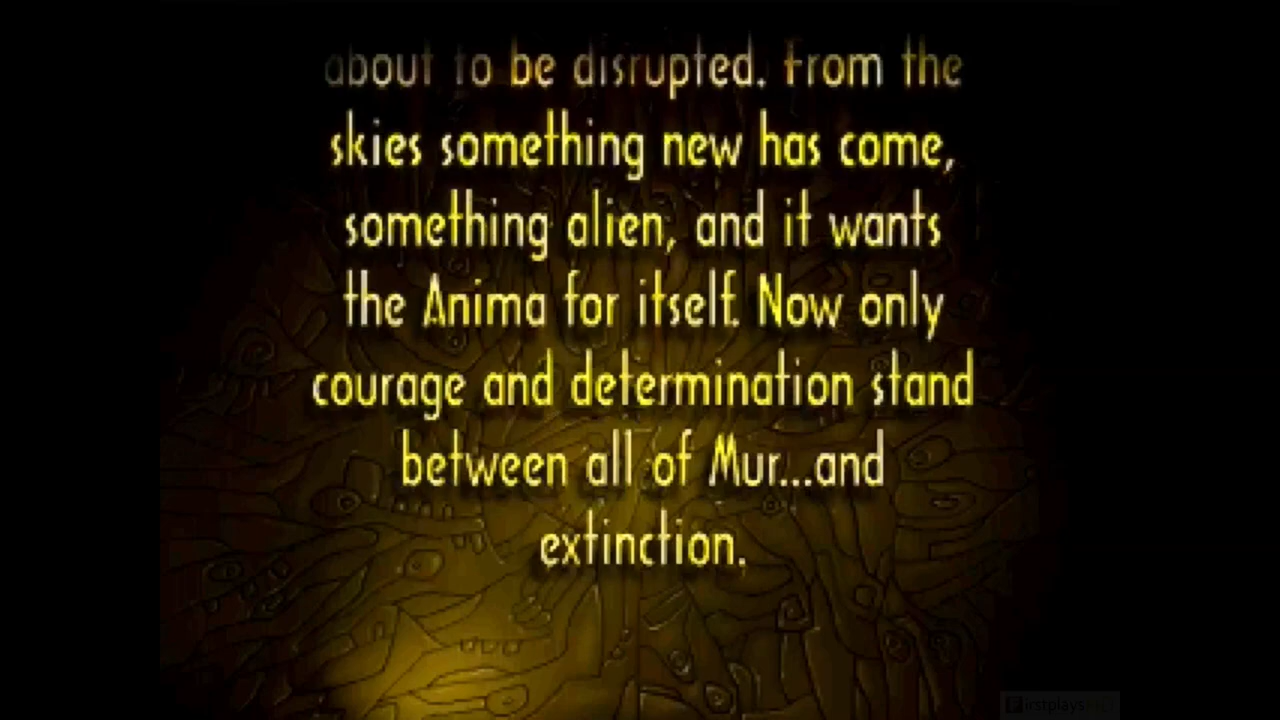 about to be disrupted. From the
skies something new has come,
something alien, and it wants
the Anima for itself. Now only
courage and determination stand
between all of Mur...and
extinction.